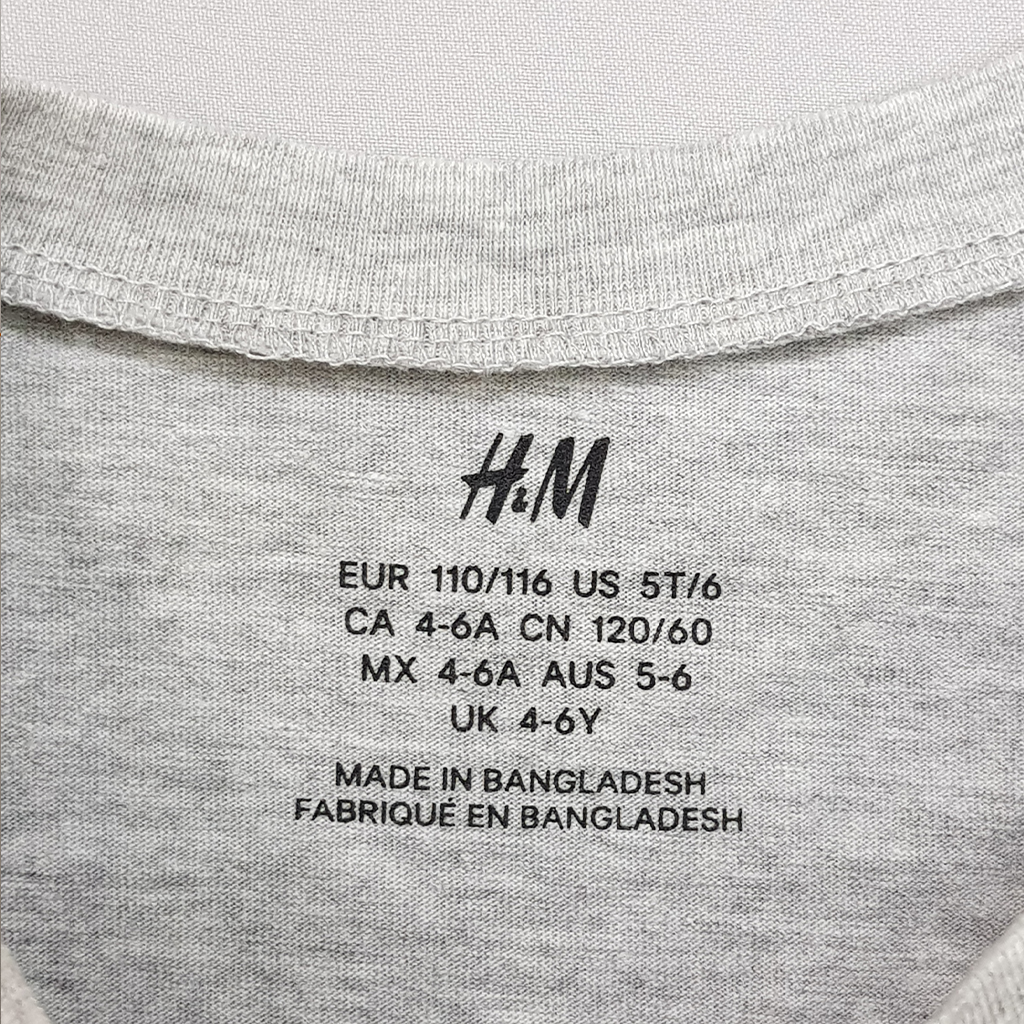 H&M
EUR 110/116 US 5T/6
CA 4-6A CN 120/60
MX 4-6A AUS 5-6
UK 4-6Y
MADE IN BANGLADESH
FABRIQUÉ EN BANGLADESH